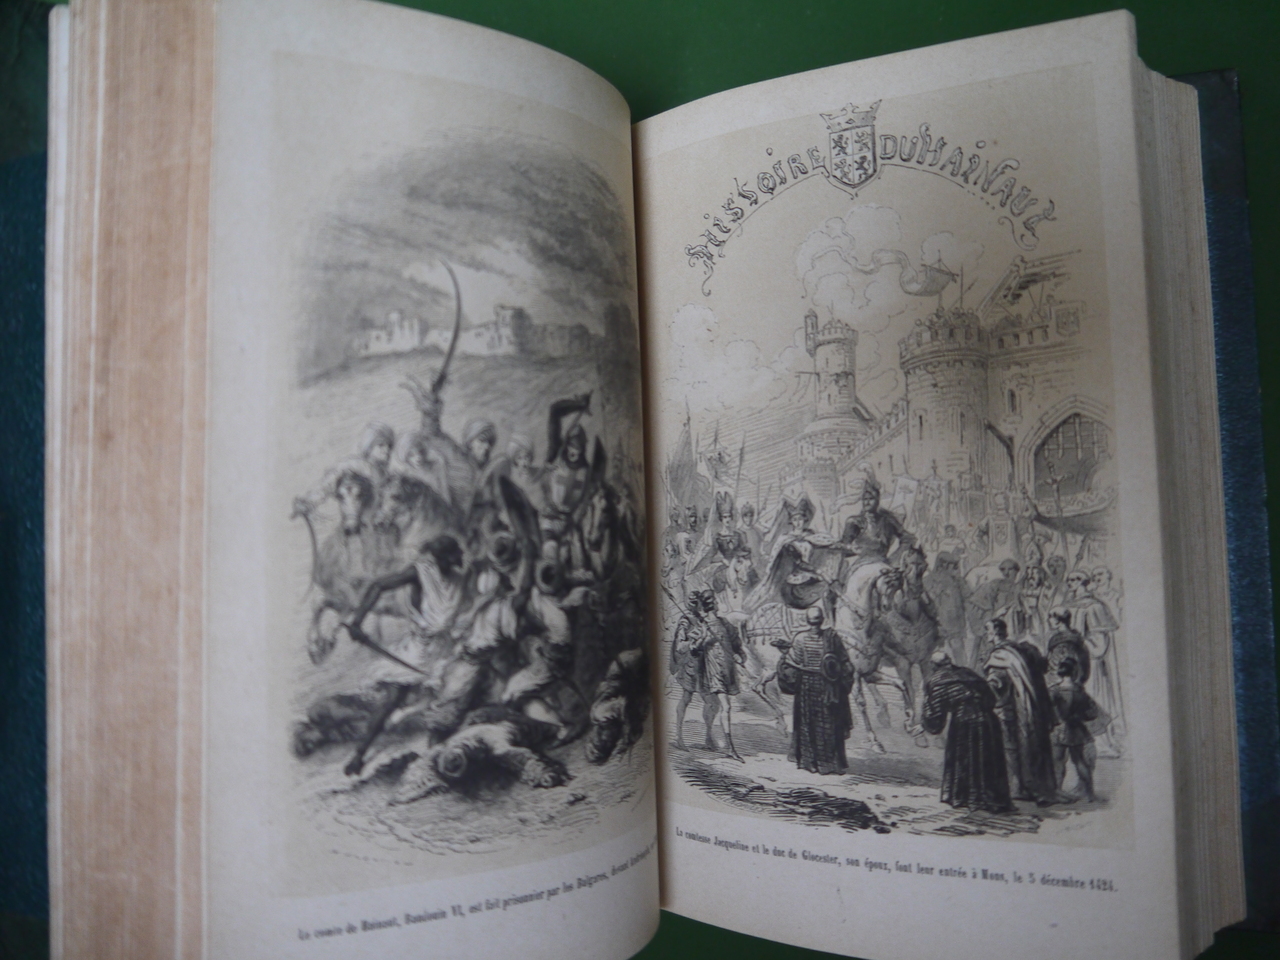 Le comte de Hainaut, Baudouin VI, est fait prisonnier par les Bulgares, devant
HISTOIRE DU HAINAUT
La comtesse Jacqueline et le duc de Glocester, son époux, font leur entrée à Mons, le 5 décembre 1424.